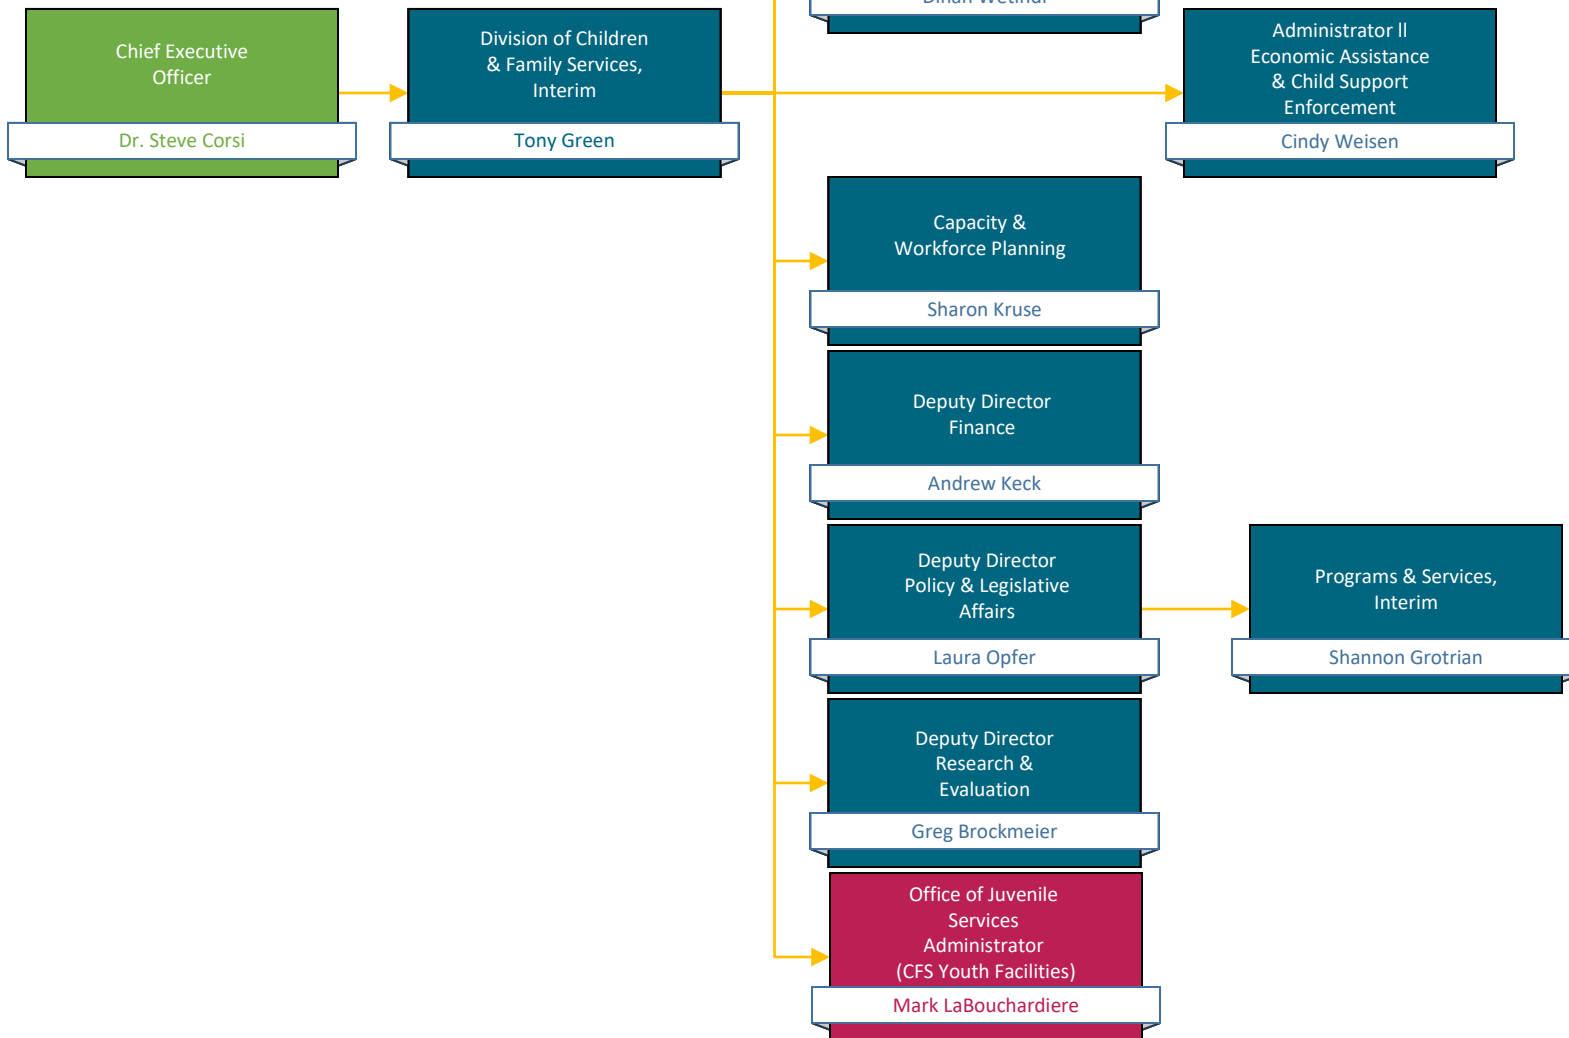 Chief Executive
Officer
Dr. Steve Corsi
Division of Children
& Family Services,
Interim
Tony Green
Administrator ll
Economic Assistance
& Child Support
Enforcement
Cindy Weisen
Capacity &
Workforce Planning
Sharon Kruse
Deputy Director
Finance
Andrew Keck
Deputy Director
Policy & Legislative
Affairs
Laura Opfer
Programs & Services,
Interim
Shannon Grotrian
Deputy Director
Research &
Evaluation
Greg Brockmeier
Office of Juvenile
Services
Administrator
(CFS Youth Facilities)
Mark LaBouchardiere